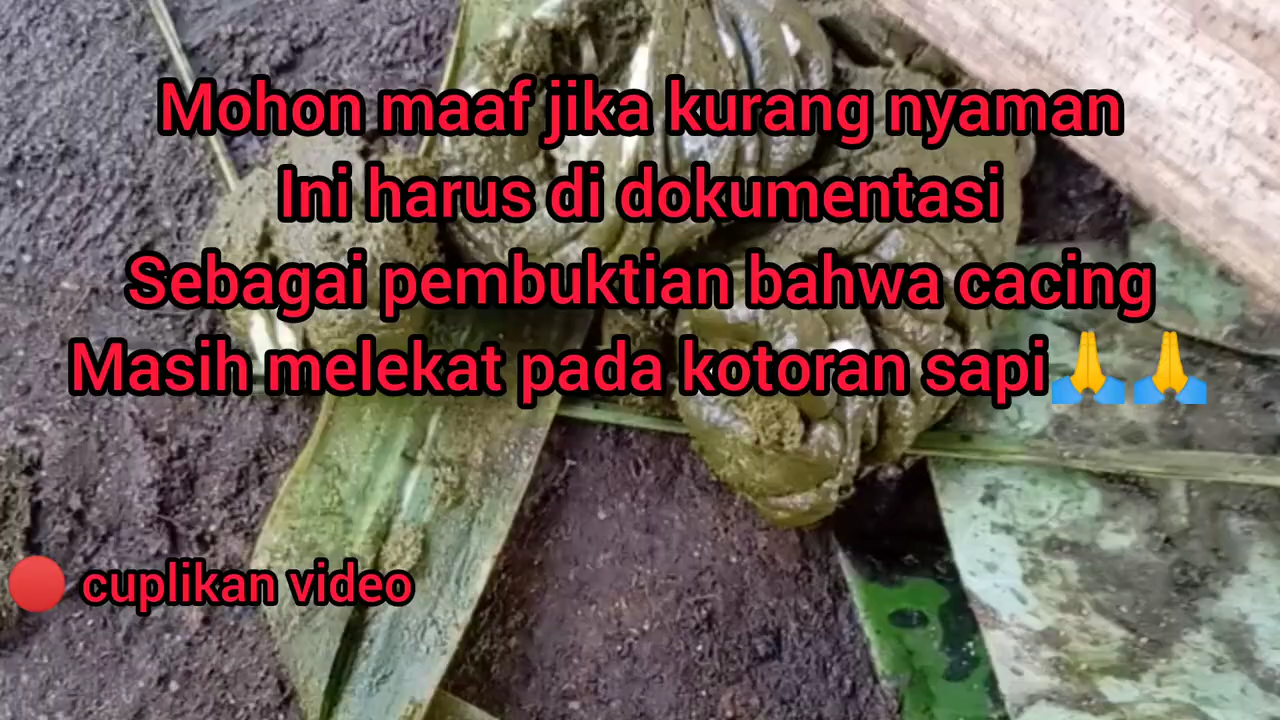 Mohon maaf jika kurang nyaman
Ini harus di dokumentasi
Sebagai pembuktian bahwa cacing
Masih melekat pada kotoran sapi🙏🙏
🔴 cuplikan video